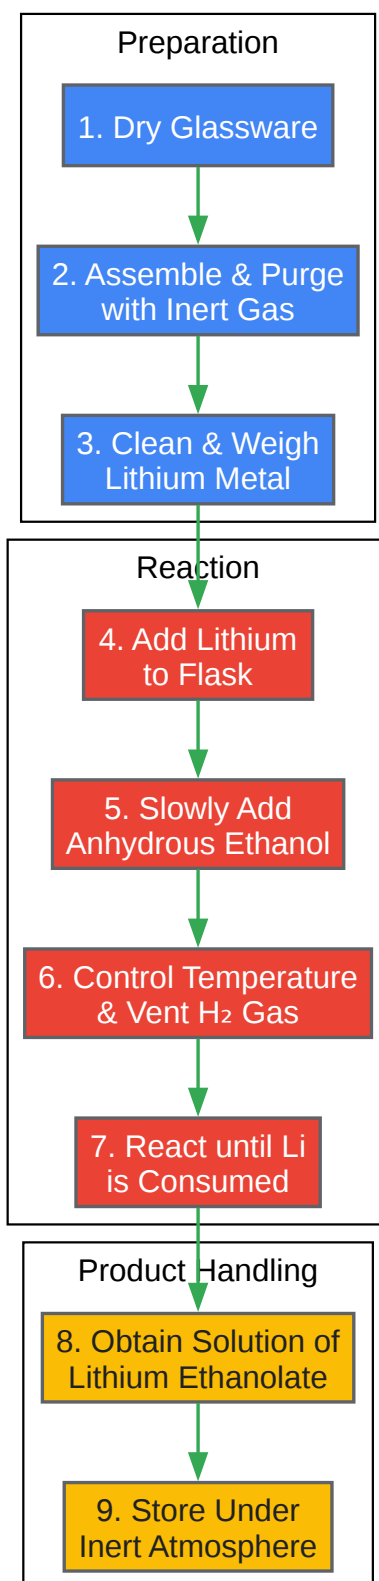 Preparation
1. Dry Glassware
2. Assemble & Purge
with Inert Gas
3. Clean & Weigh
Lithium Metal
Reaction
4. Add Lithium
to Flask
5. Slowly Add
Anhydrous Ethanol
6. Control Temperature
& Vent H₂ Gas
7. React until Li
is Consumed
Product Handling
8. Obtain Solution of
Lithium Ethanolate
9. Store Under
Inert Atmosphere